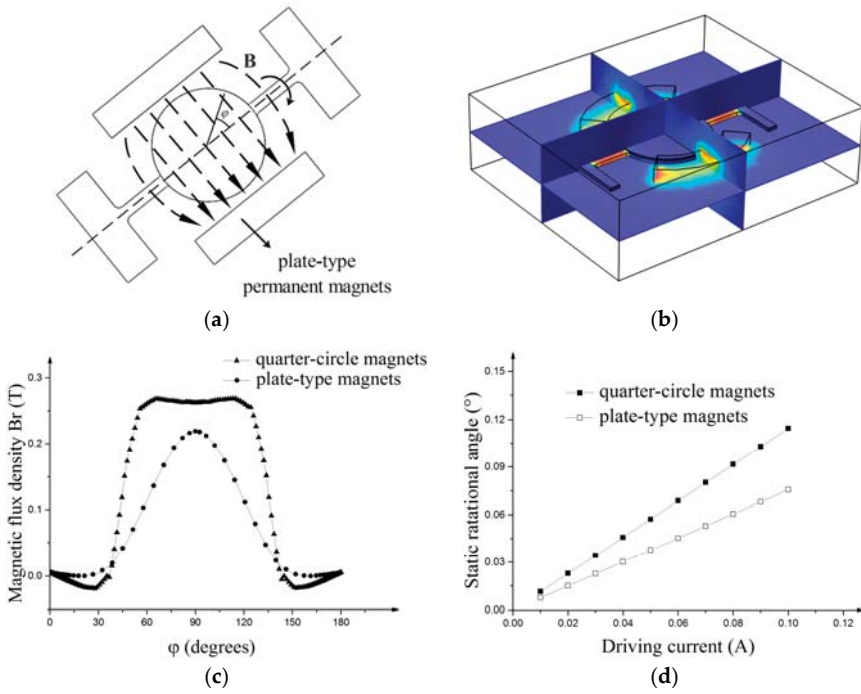 B
φ
plate-type
permanent magnets
(a)
(b)
quarter-circle magnets
plate-type magnets
Magnetic flux density Br (T)
0.3
0.2
0.1
0.0
0
30
60
90
120
150
180
φ (degrees)
(c)
quarter-circle magnets
plate-type magnets
Static ratational angle (°)
0.15
0.12
0.09
0.06
0.03
0.00
0.00
0.02
0.04
0.06
0.08
0.10
0.12
Driving current (A)
(d)